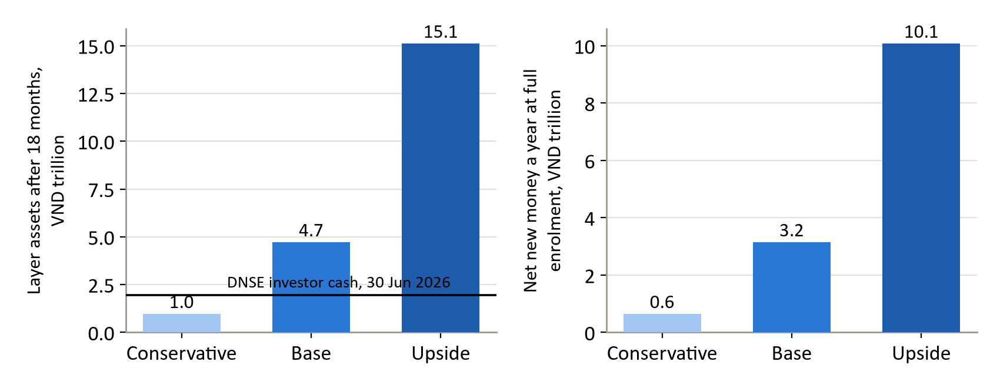 Layer assets after 18 months,
VND trillion
15.0
12.5
10.0
7.5
5.0
2.5
0.0
15.1
4.7
DNSE investor cash, 30 Jun 2026
1.0
Conservative
Base
Upside
Net new money a year at full
enrolment, VND trillion
10
8
6
4
2
0
10.1
3.2
0.6
Conservative
Base
Upside